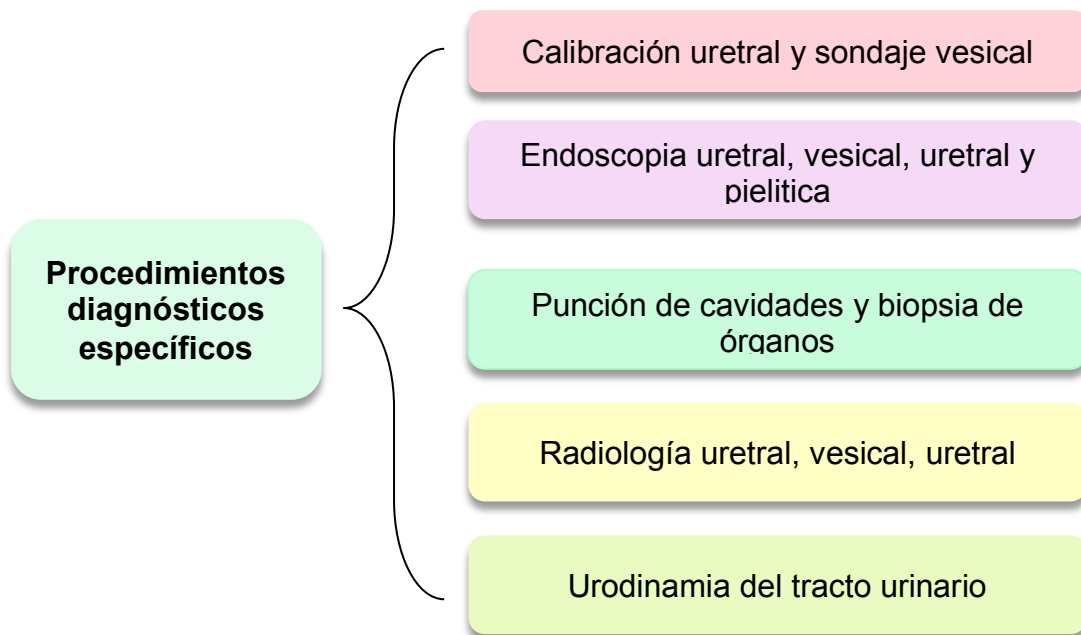 Calibración uretral y sondaje vesical
Endoscopia uretral, vesical, uretral y
pielitica
Procedimientos
diagnósticos
específicos
Punción de cavidades y biopsia de
órganos
Radiología uretral, vesical, uretral
Urodinamia del tracto urinario